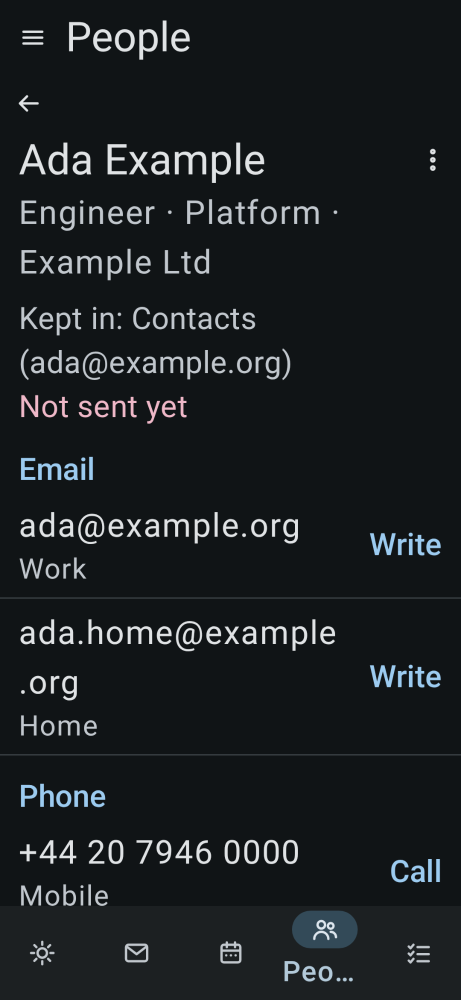 People
Ada Example
Engineer · Platform ·
Example Ltd
Kept in: Contacts
(ada@example.org)
Not sent yet
Email
ada@example.org
Write
Work
ada.home@example
.org
Write
Home
Phone
+44 20 7946 0000
Call
Mobile
Peo…